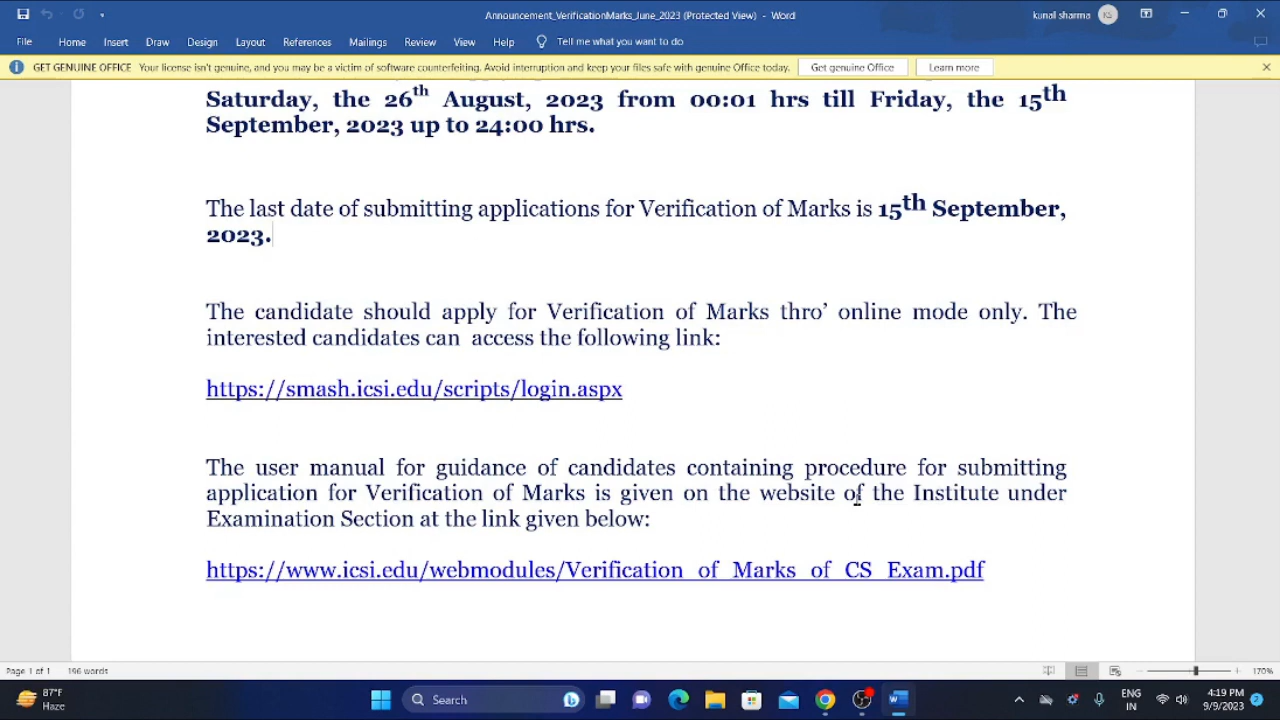 Announcement_VerificationMarks_June_2023 (Protected View) - Word
kunal sharma KS
File Home Insert Draw Design Layout References Mailings Review View Help Tell me what you want to do
GET GENUINE OFFICE Your license isn't genuine, and you may be a victim of software counterfeiting. Avoid interruption and keep your files safe with genuine Office today. Get genuine Office Learn more
Saturday, the 26th August, 2023 from 00:01 hrs till Friday, the 15th
September, 2023 up to 24:00 hrs.
The last date of submitting applications for Verification of Marks is 15th September,
2023.
The candidate should apply for Verification of Marks thro’ online mode only. The
interested candidates can access the following link:
https://smash.icsi.edu/scripts/login.aspx
The user manual for guidance of candidates containing procedure for submitting
application for Verification of Marks is given on the website of the Institute under
Examination Section at the link given below:
https://www.icsi.edu/webmodules/Verification_of_Marks_of_CS_Exam.pdf
Page 1 of 1 196 words
170%
87°F
Haze
Search
ENG
IN
4:19 PM
9/9/2023